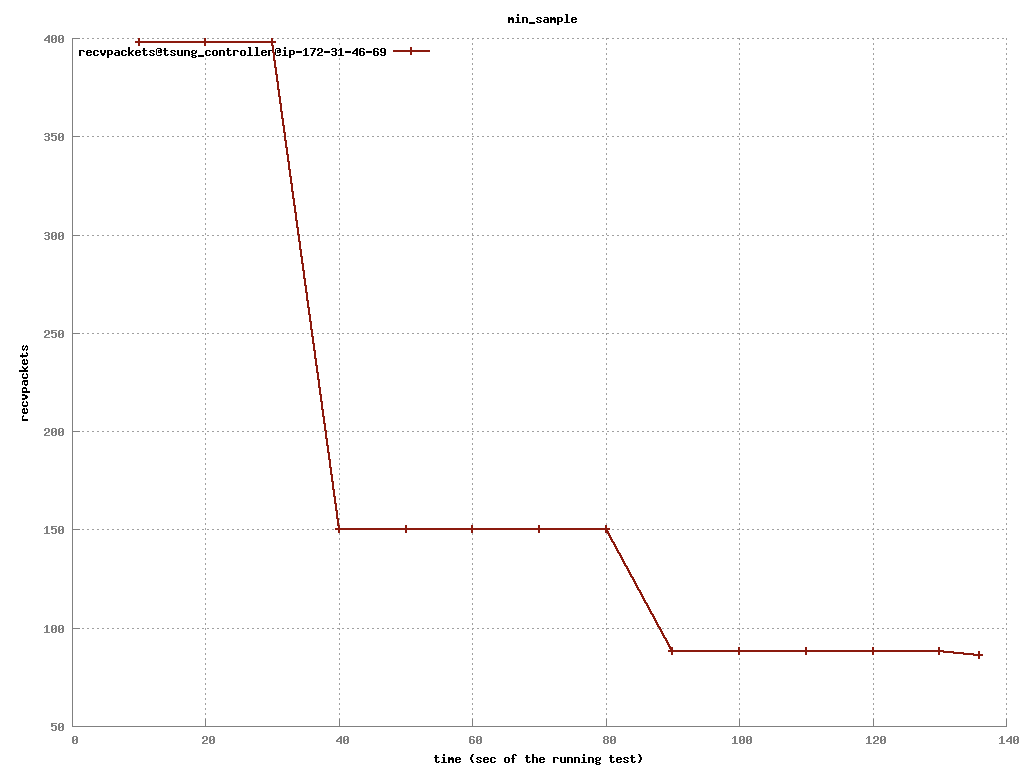 min_sample
400
recvpackets@tsung_controller@ip-172-31-46-69
350
300
250
recvpackets
200
150
100
50
0 20 40 60 80 100 120 140
time (sec of the running test)